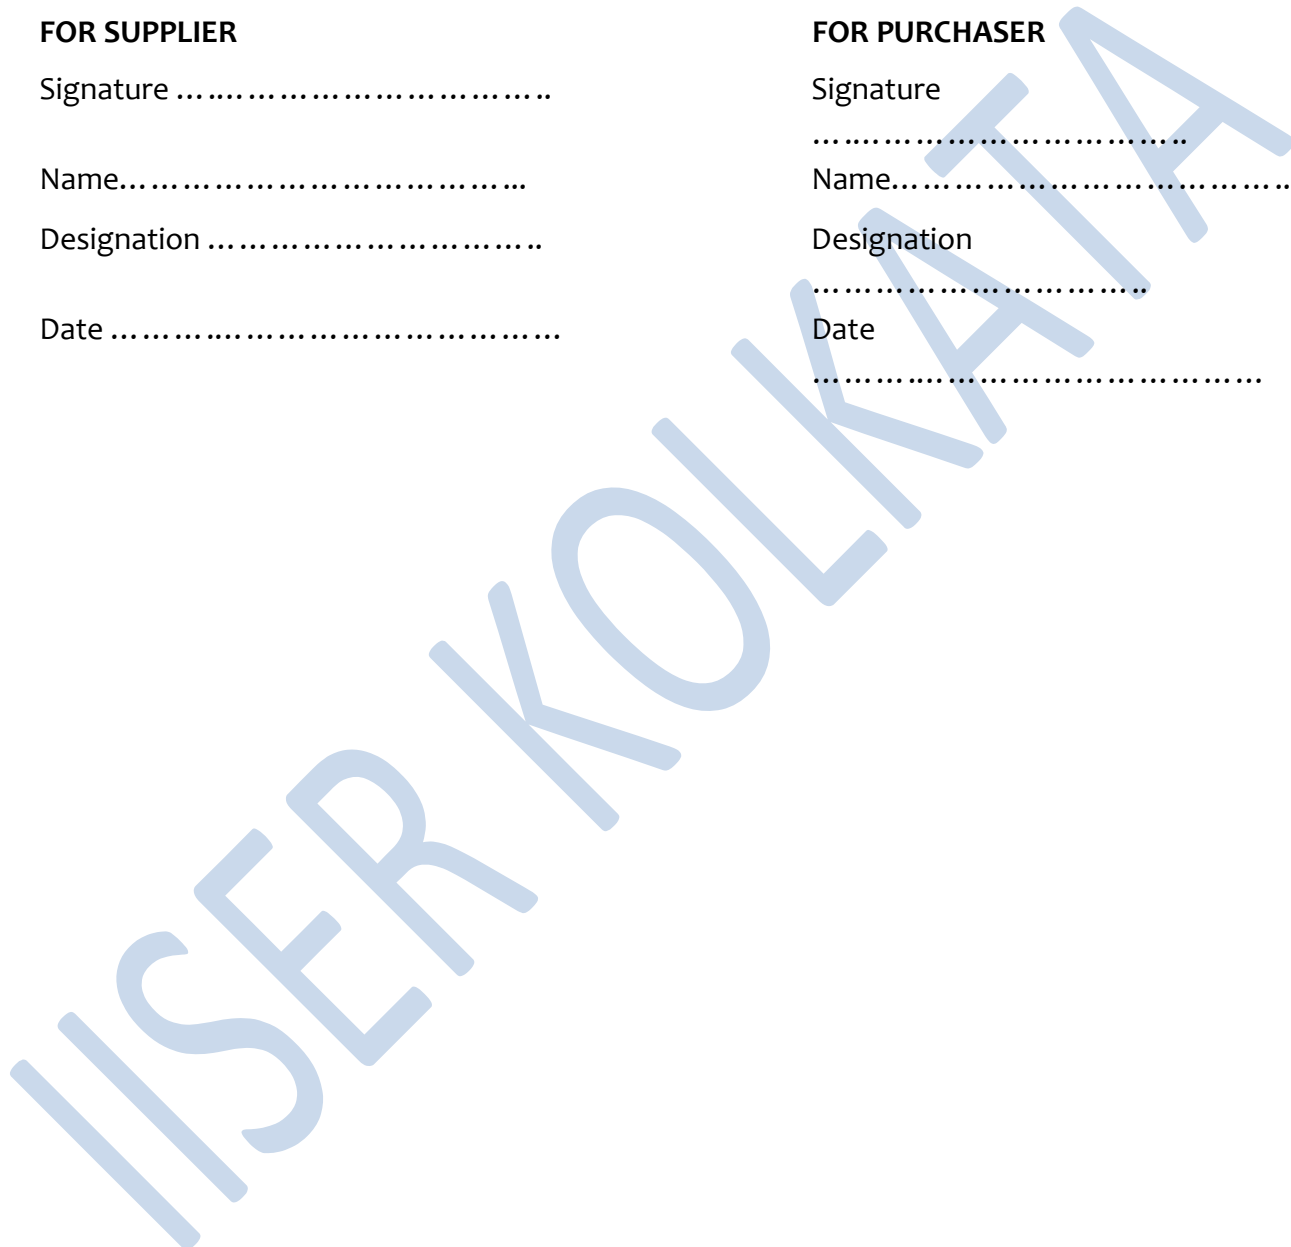 FOR SUPPLIER
Signature ….…………………………..
Name………………………………...
Designation …………………………..
Date ……….……………………………
FOR PURCHASER
Signature
….…………………………..
Name………………………………..
Designation
…………………………..
Date
……….……………………………
IISER KOLKATA